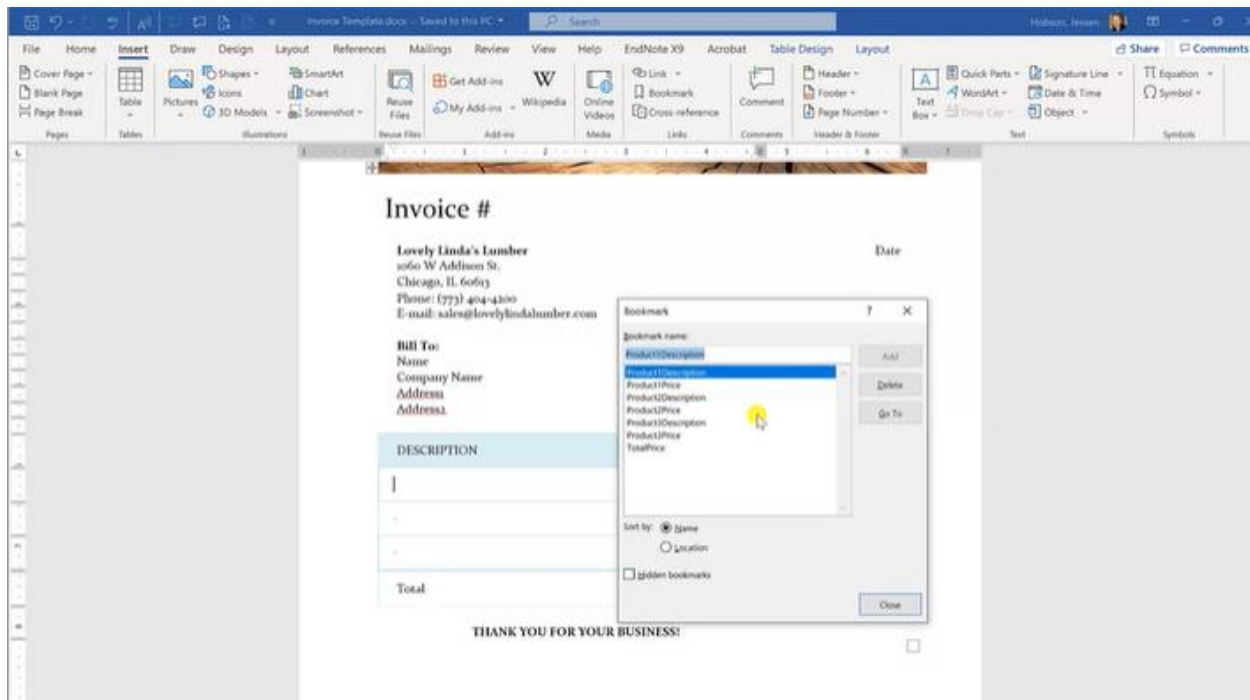 Invoice Template.docx - Saved to this PC
Search
Hobson, Jensen
File Home Insert Draw Design Layout References Mailings Review View Help EndNote X9 Acrobat Table Design Layout Share Comments
Cover Page
Blank Page
Page Break
Pages
Table
Tables
Pictures
Shapes
Icons
3D Models
SmartArt
Chart
Screenshot
Illustrations
Reuse Files
Reuse Files
Get Add-ins
My Add-ins
Wikipedia
Add-ins
Online Videos
Media
Link
Bookmark
Cross-reference
Links
Comment
Comments
Header
Footer
Page Number
Header & Footer
Text Box
Quick Parts
WordArt
Drop Cap
Signature Line
Date & Time
Object
Text
Equation
Symbol
Symbols
Invoice #
Lovely Linda's Lumber
Date
1060 W Addison St.
Chicago, IL 60613
Phone: (773) 404-4200
E-mail: sales@lovelylindalumber.com
Bill To:
Name
Company Name
Address1
Address2
DESCRIPTION
Total
THANK YOU FOR YOUR BUSINESS!
Bookmark
?
Bookmark name:
Product1Description
Add
Product1Description
Product1Price
Product2Description
Product2Price
Product3Description
Product3Price
TotalPrice
Delete
Go To
Sort by: Name
Location
Hidden bookmarks
Close